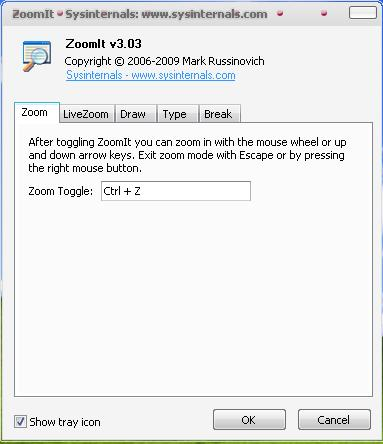 ZoomIt - Sysinternals: www.sysinternals.com
ZoomIt v3.03
Copyright © 2006-2009 Mark Russinovich
Sysinternals - www.sysinternals.com
Zoom LiveZoom Draw Type Break
After toggling ZoomIt you can zoom in with the mouse wheel or up
and down arrow keys. Exit zoom mode with Escape or by pressing
the right mouse button.
Zoom Toggle: Ctrl + Z
Show tray icon OK Cancel